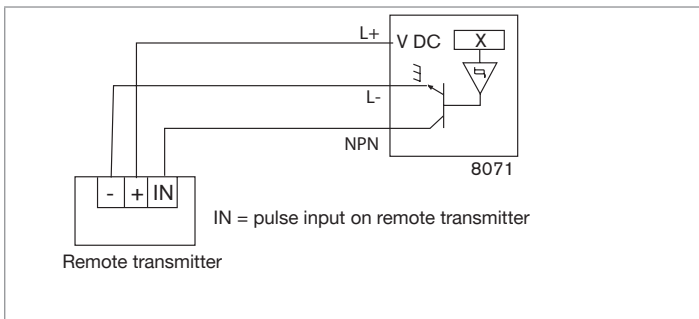 L+
V DC
X
L-
NPN
8071
- + IN
IN = pulse input on remote transmitter
Remote transmitter